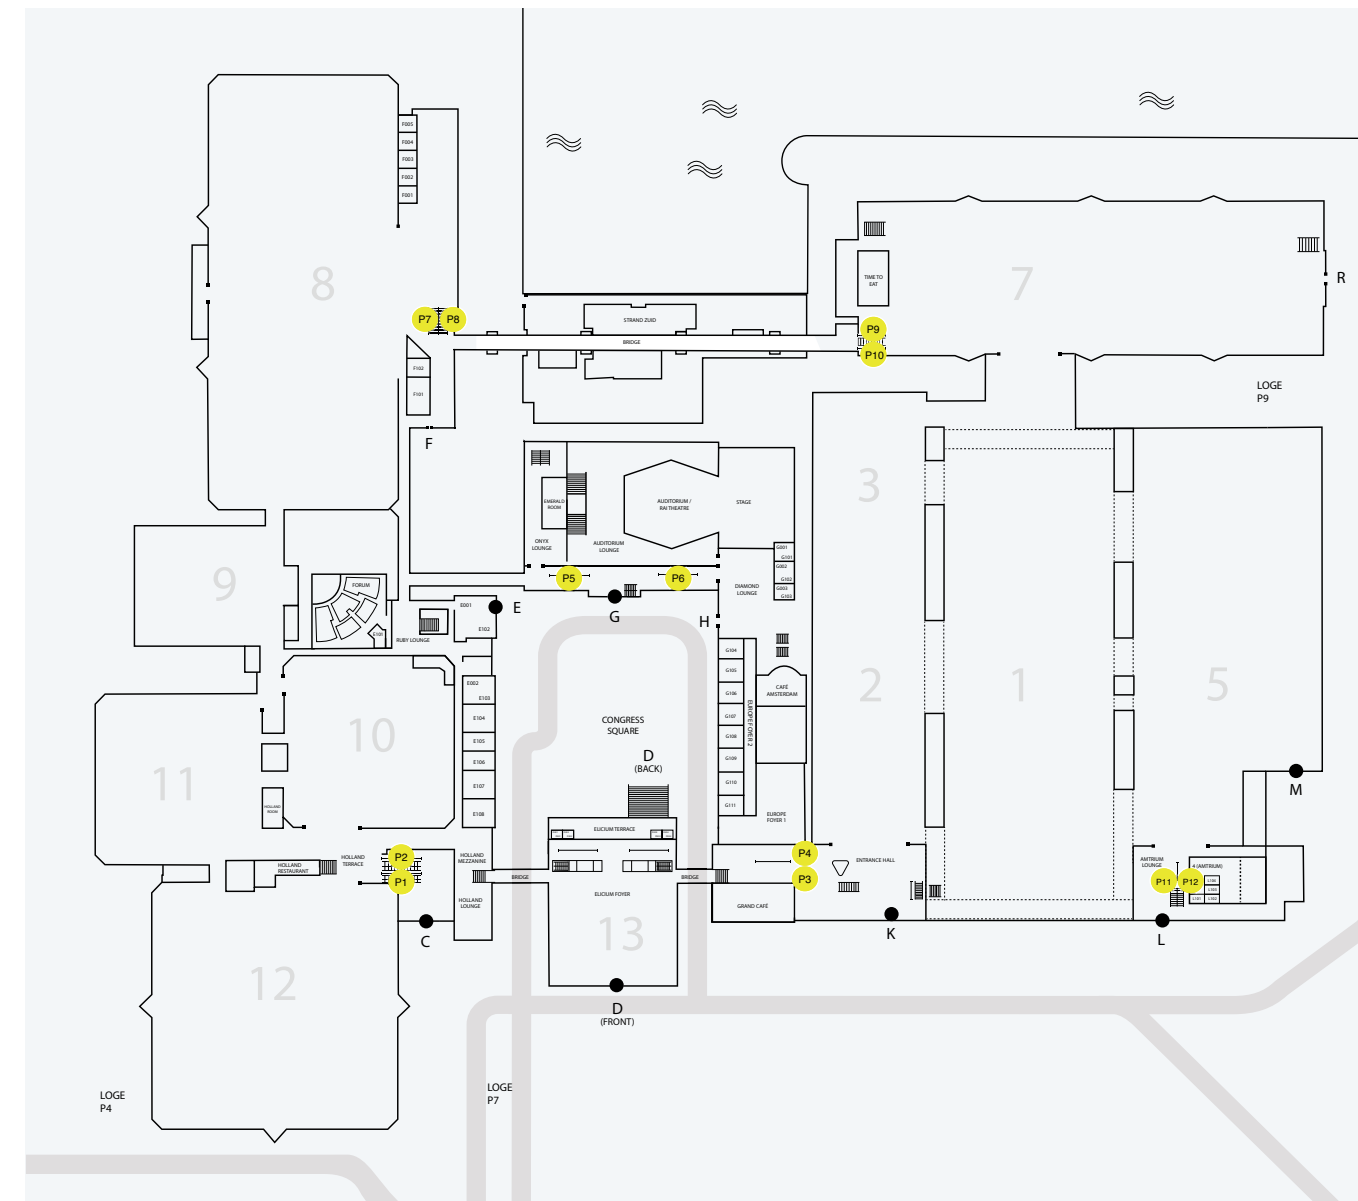 F005
F004
F003
F002
F001
8
7
R
TIME TO
EAT
P7
P8
STRAND ZUID
BRIDGE
P9
P10
F102
F101
LOGE
P9
F
3
EMERALD
ROOM
AUDITORIUM /
RAI THEATRE
STAGE
ONYX
LOUNGE
AUDITORIUM
LOUNGE
G001
G101
G002
G102
G003
G103
DIAMOND
LOUNGE
P5
P6
9
FORUM
E101
RUBY LOUNGE
E001
E102
E
G
H
G104
G105
G106
G107
G108
G109
G110
G111
EUROPE FOYER 2
CAFÉ
AMSTERDAM
EUROPE
FOYER 1
2
1
5
E002
E103
E104
E105
E106
E107
E108
CONGRESS
SQUARE
D
(BACK)
10
11
HOLLAND
ROOM
M
ELICIUM TERRACE
HOLLAND
RESTAURANT
HOLLAND
TERRACE
P2
P1
HOLLAND
MEZZANINE
HOLLAND
LOUNGE
BRIDGE
ELICIUM FOYER
BRIDGE
P4
P3
ENTRANCE HALL
GRAND CAFÉ
AMTRIUM
LOUNGE
4 (AMTRIUM)
P11
P12
L101
L102
C
13
K
L
12
D
(FRONT)
LOGE
P4
LOGE
P7